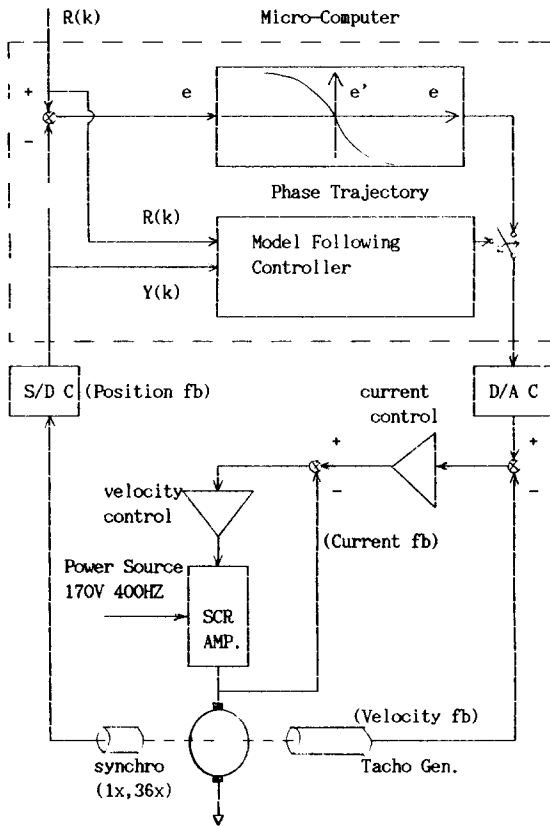 R(k)
Micro-Computer
+
e
e'
e
-
Phase Trajectory
R(k)
Model Following
Controller
Y(k)
S/D C
(Position fb)
current
control
D/A C
+
+
-
-
velocity
control
(Current fb)
Power Source
170V 400HZ
SCR
AMP.
(Velocity fb)
synchro
(1x,36x)
Tacho Gen.